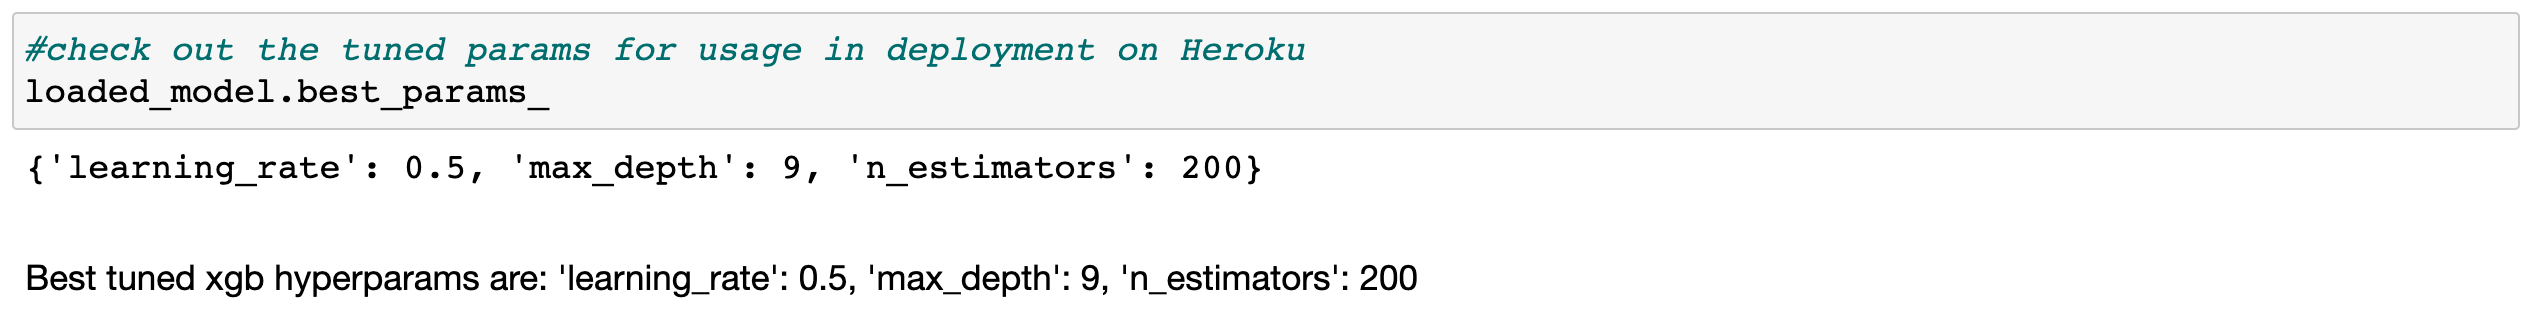 #check out the tuned params for usage in deployment on Heroku
loaded_model.best_params_
{'learning_rate': 0.5, 'max_depth': 9, 'n_estimators': 200}
Best tuned xgb hyperparams are: 'learning_rate': 0.5, 'max_depth': 9, 'n_estimators': 200